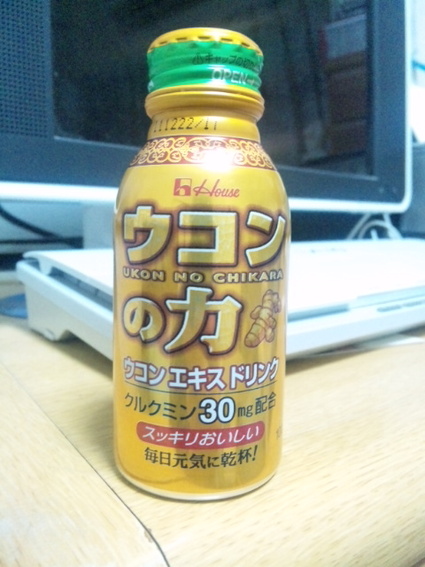 OPEN
111222/11
House
ウコン
UKON NO CHIKARA
の力
ウコンエキスドリンク
クルクミン30mg配合
スッキリおいしい
毎日元気に乾杯!